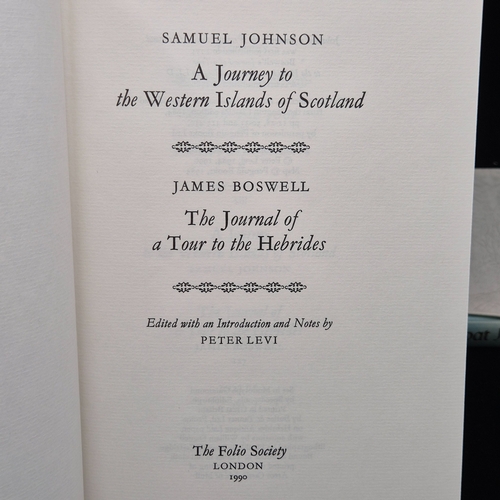 SAMUEL JOHNSON
A Journey to
the Western Islands of Scotland
JAMES BOSWELL
The Journal of
a Tour to the Hebrides
Edited with an Introduction and Notes by
PETER LEVI
The Folio Society
LONDON
1990